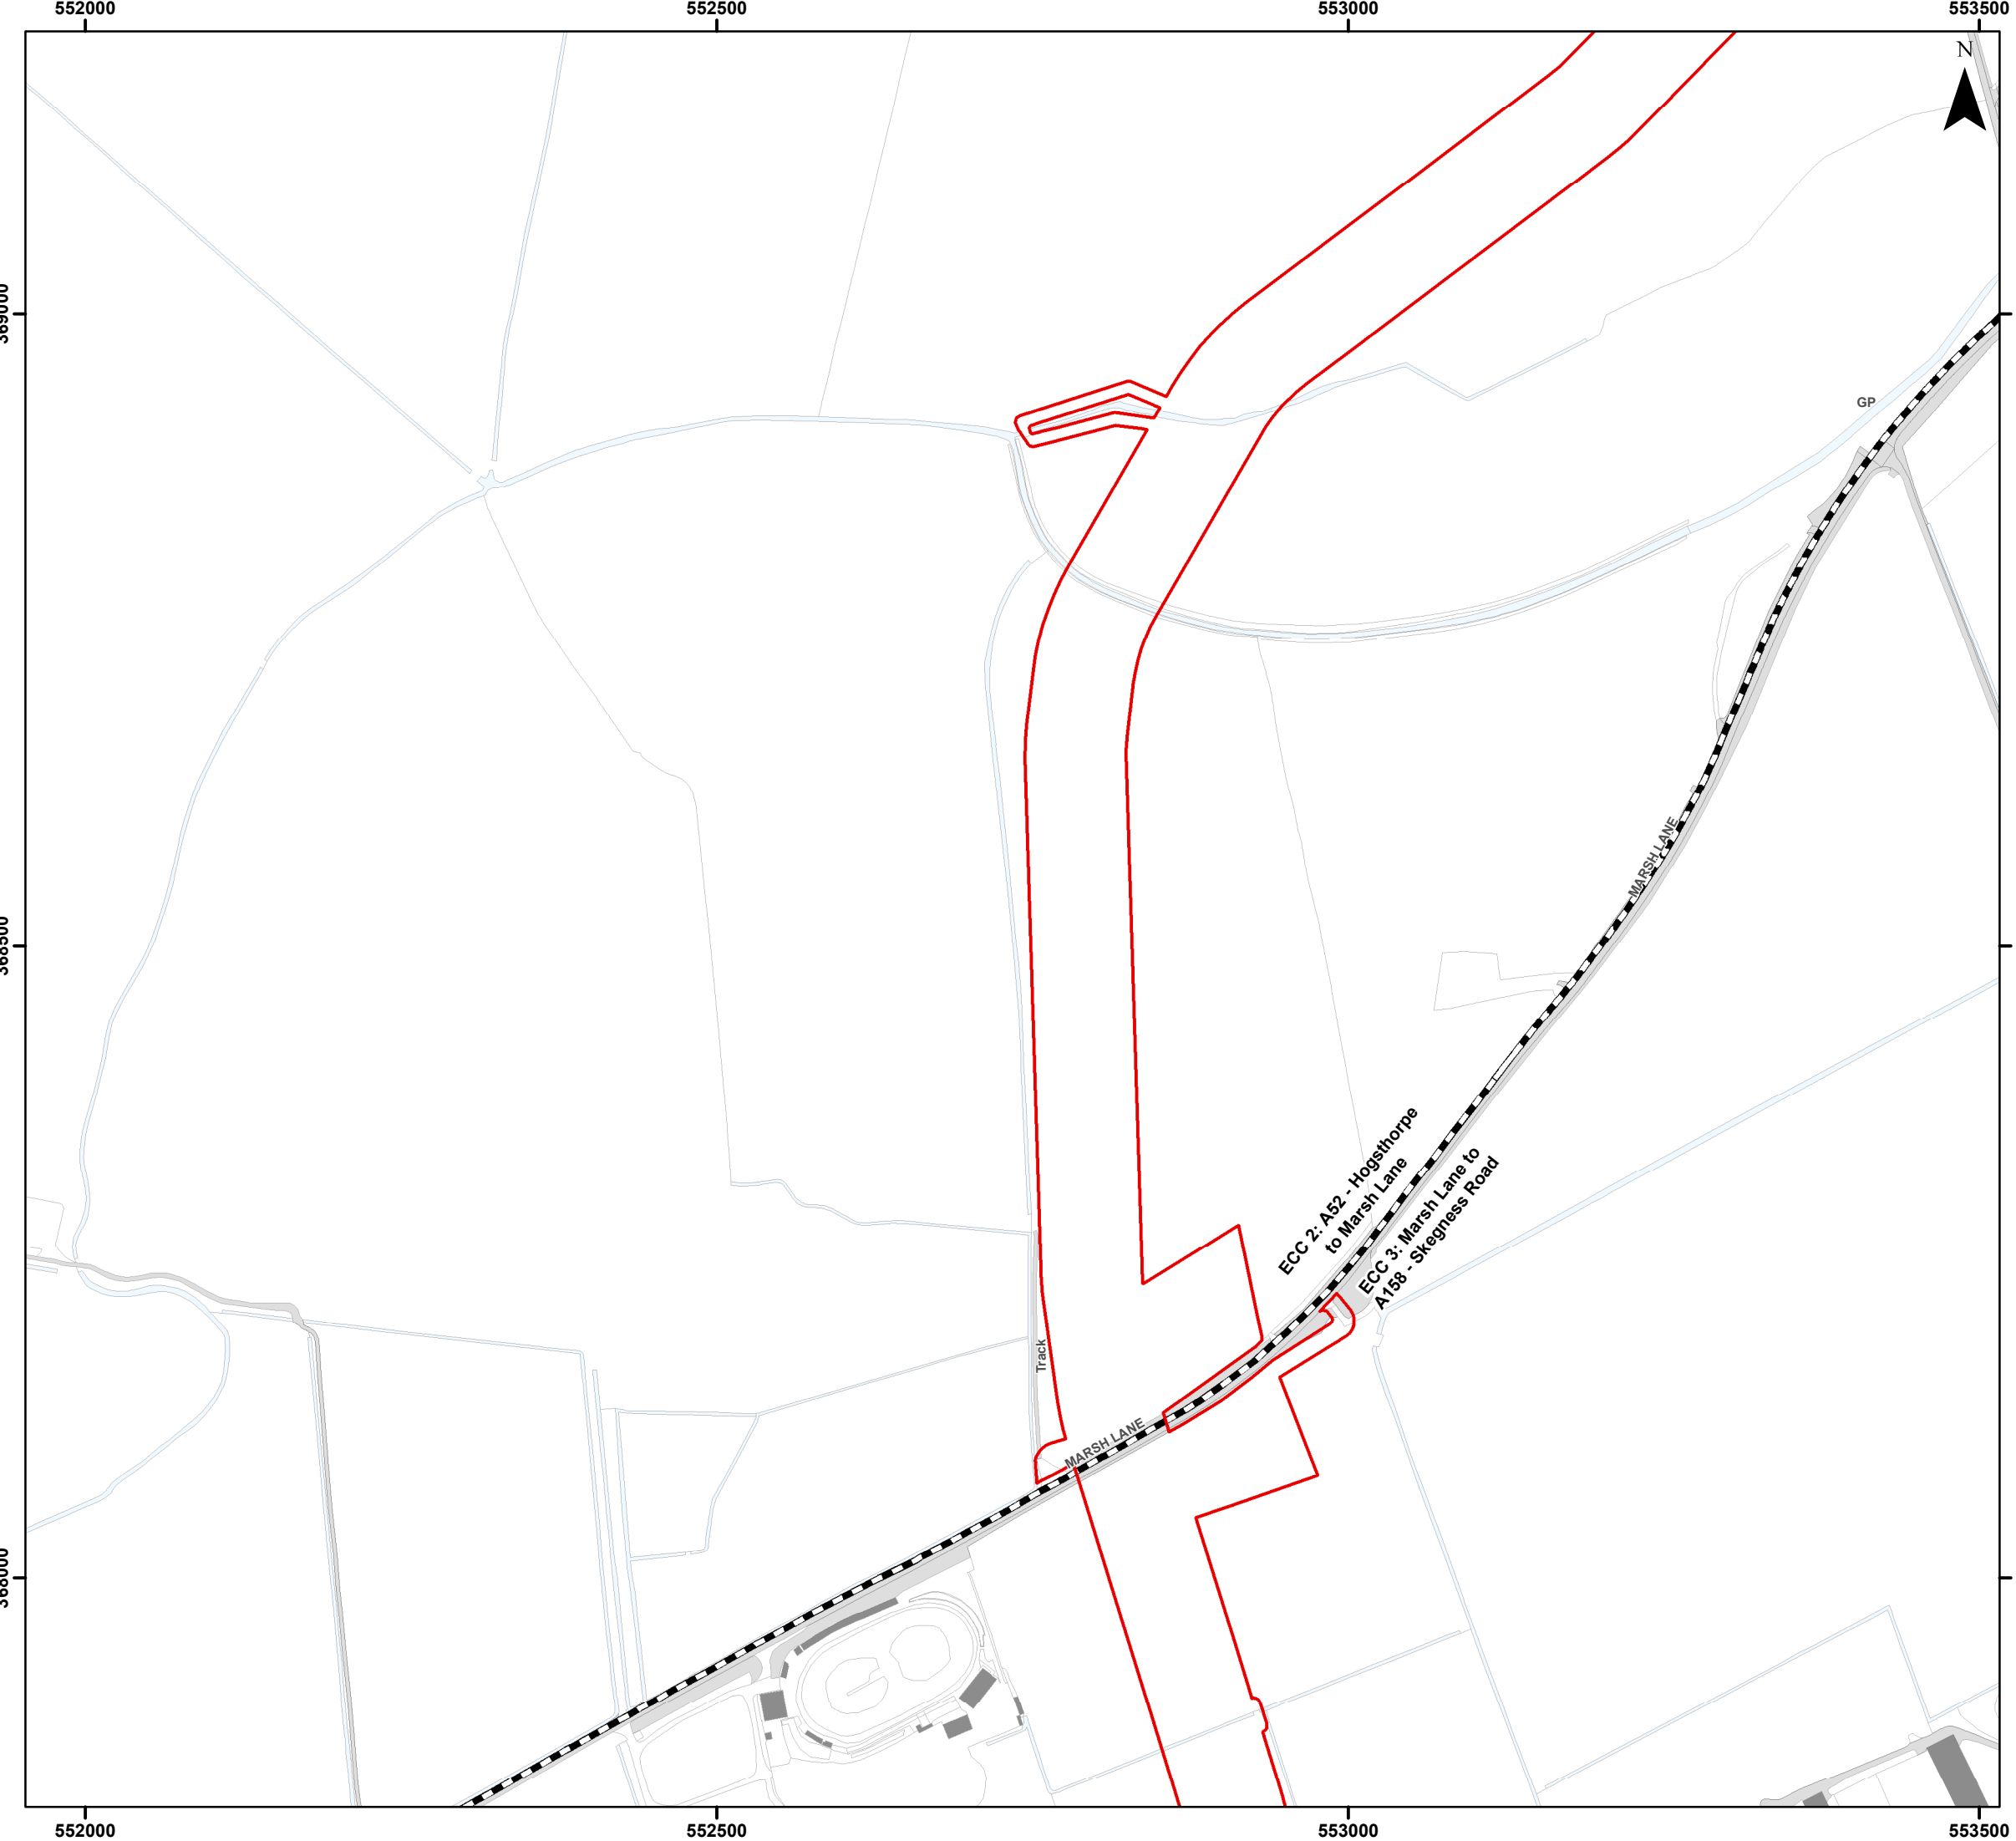 552000
552500
553000
553500
N
369000
GP
MARSH LANE
368500
ECC 2: A52 - Hogsthorpe
to Marsh Lane
ECC 3: Marsh Lane to
A158 - Skegness Road
Track
MARSH LANE
368000
552000
552500
553000
553500